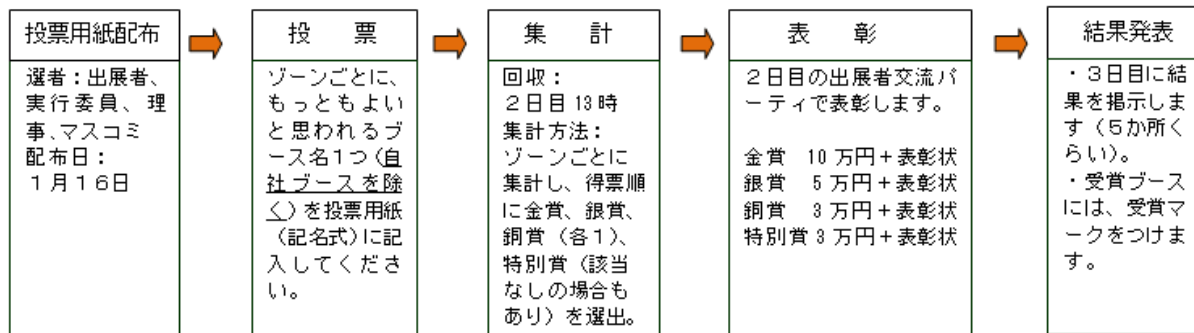 投票用紙配布
選者：出展者、
実行委員、理
事、マスコミ
配布日：
１月１６日
投　票
ゾーンごとに、
もっともよい
と思われるブ
ース名１つ（自
社ブースを除
く）を投票用紙
（記名式）に記
入してくださ
い。
集　計
回収：
２日目 13 時
集計方法：
ゾーンごとに
集計し、得票順
に金賞、銀賞、
銅賞（各１）、
特別賞（該当
なしの場合も
あり）を選出。
表　彰
２日目の出展者交流パ
ーティで表彰します。
金賞　10 万円＋表彰状
銀賞　５万円＋表彰状
銅賞　３万円＋表彰状
特別賞３万円＋表彰状
結果発表
・３日目に結
果を掲示しま
す（５か所く
らい）。
・受賞ブース
には、受賞マ
ークをつけま
す。